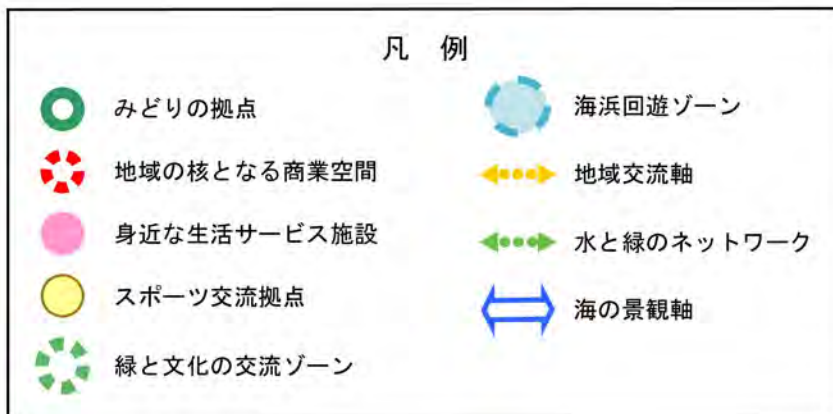 凡 例
みどりの拠点
地域の核となる商業空間
身近な生活サービス施設
スポーツ交流拠点
緑と文化の交流ゾーン
海浜回遊ゾーン
地域交流軸
水と緑のネットワーク
海の景観軸